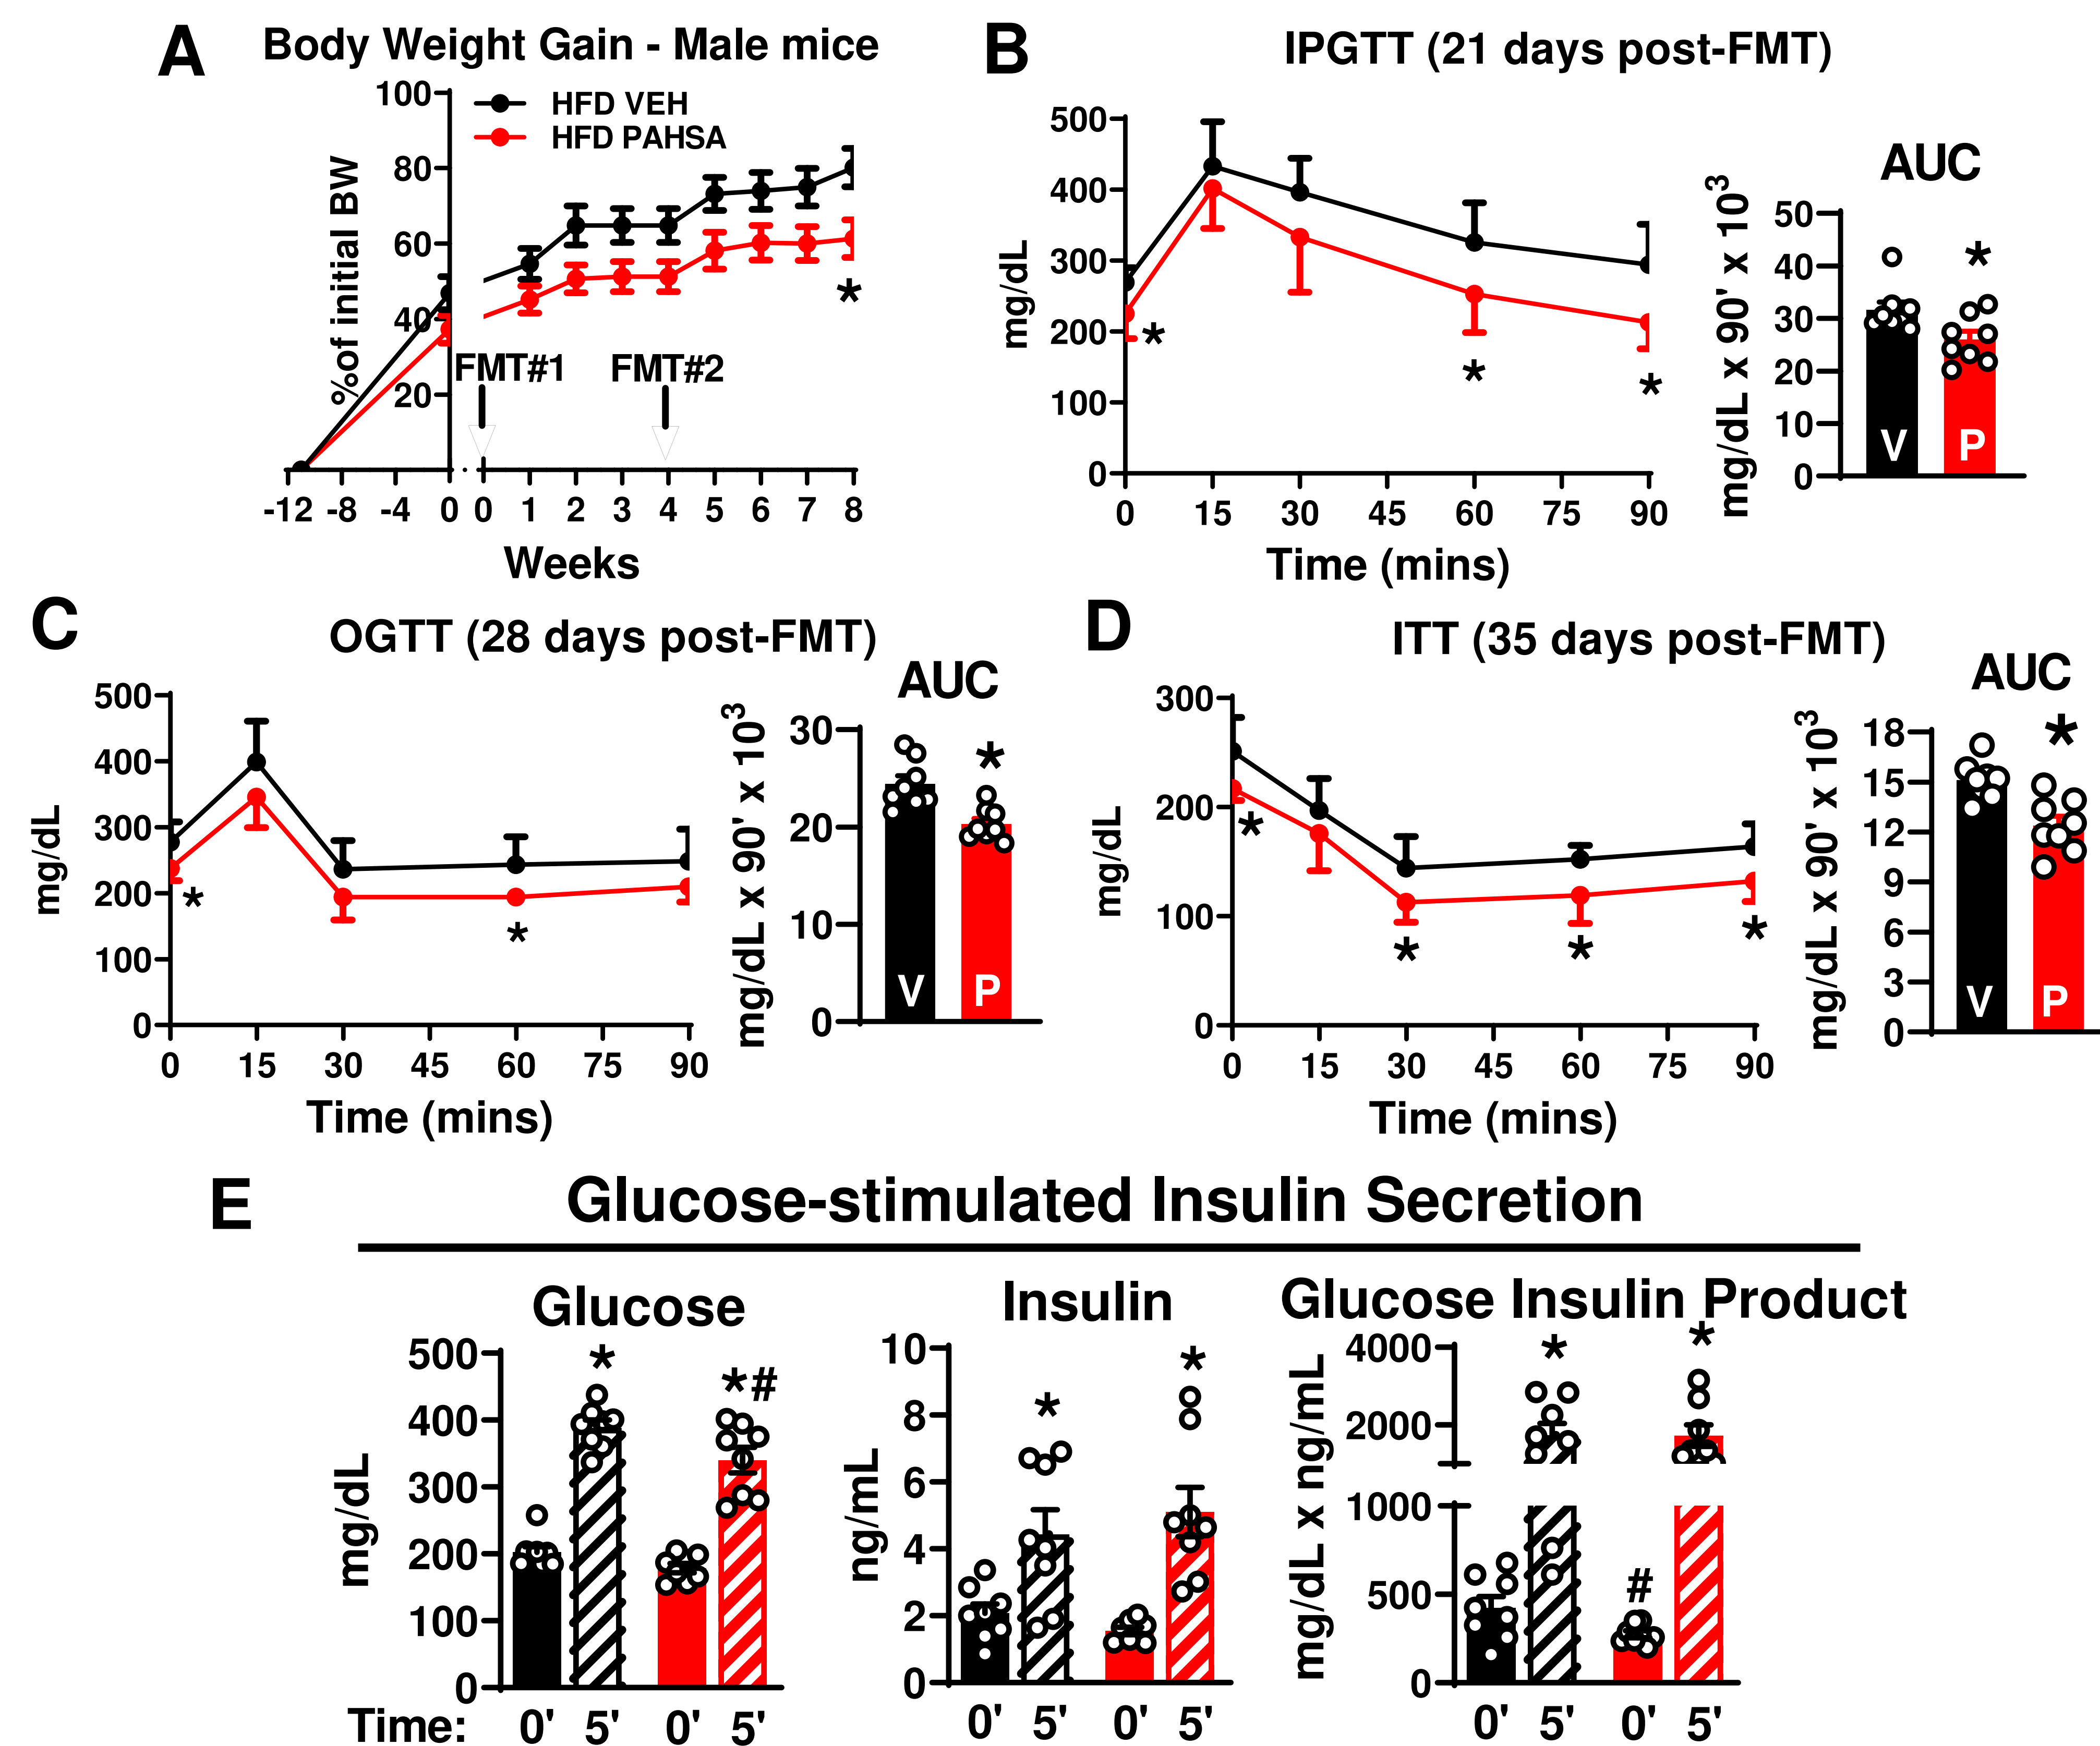 A
Body Weight Gain - Male mice
HFD VEH
HFD PAHSA
%of initial BW
100
80
60
40
20
FMT#1
FMT#2
*
-12 -8 -4 0 0 1 2 3 4 5 6 7 8
Weeks
B
IPGTT (21 days post-FMT)
mg/dL
500
400
300
200
100
0
*
*
*
0 15 30 45 60 75 90
Time (mins)
AUC
mg/dL x 90' x 10³
50
40
30
20
10
0
*
V P
C
OGTT (28 days post-FMT)
mg/dL
500
400
300
200
100
0
*
*
0 15 30 45 60 75 90
Time (mins)
AUC
mg/dL x 90' x 10³
30
20
10
0
*
V P
D
ITT (35 days post-FMT)
mg/dL
300
200
100
0
*
*
*
*
0 15 30 45 60 75 90
Time (mins)
AUC
mg/dL x 90' x 10³
18
15
12
9
6
3
0
*
V P
E
Glucose-stimulated Insulin Secretion
Glucose
mg/dL
500
400
300
200
100
0
*
*#
Time: 0' 5' 0' 5'
Insulin
ng/mL
10
8
6
4
2
0
*
*
0' 5' 0' 5'
Glucose Insulin Product
mg/dL x ng/mL
4000
2000
1000
500
0
*
#
*
0' 5' 0' 5'